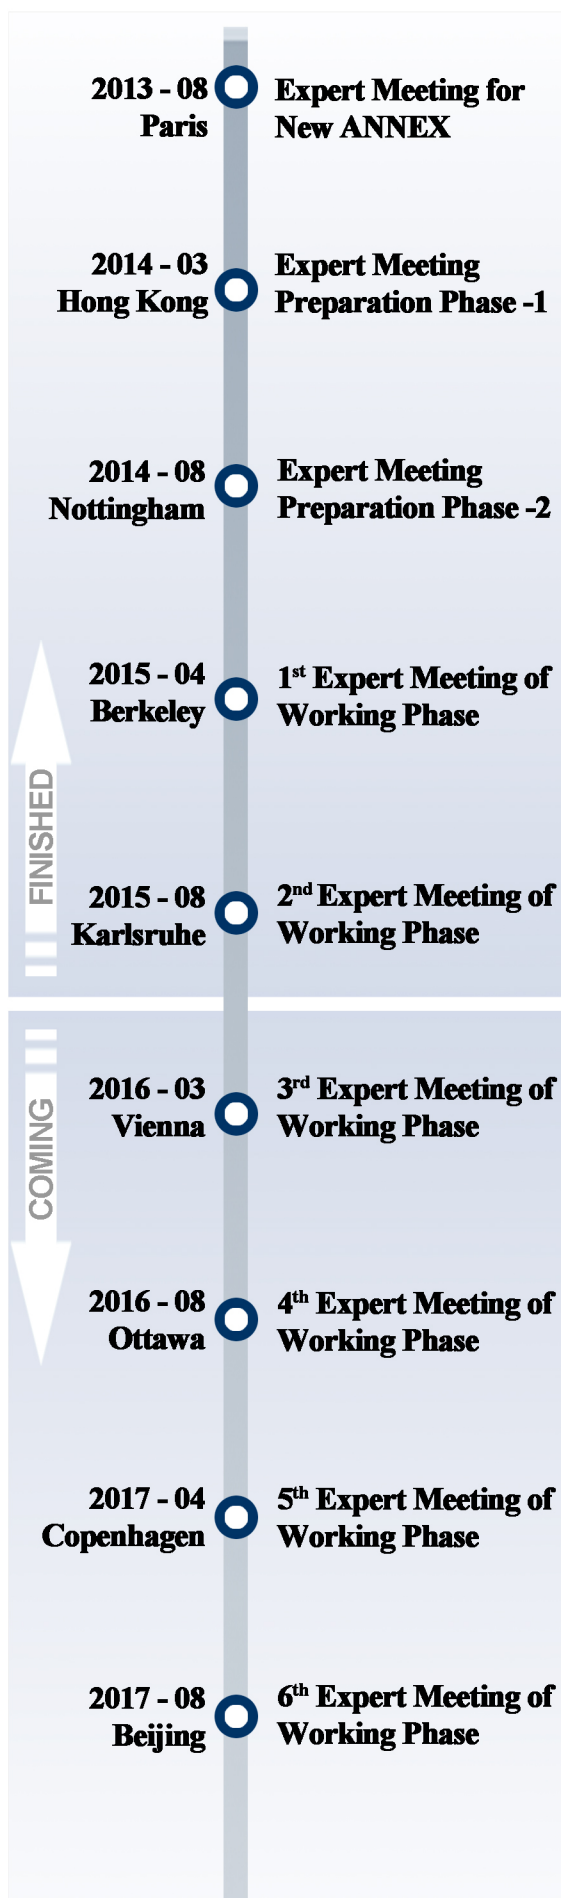 2013 - 08
Paris
Expert Meeting for
New ANNEX
2014 - 03
Hong Kong
Expert Meeting
Preparation Phase -1
2014 - 08
Nottingham
Expert Meeting
Preparation Phase -2
2015 - 04
Berkeley
1st Expert Meeting of
Working Phase
FINISHED
2015 - 08
Karlsruhe
2nd Expert Meeting of
Working Phase
COMING
2016 - 03
Vienna
3rd Expert Meeting of
Working Phase
2016 - 08
Ottawa
4th Expert Meeting of
Working Phase
2017 - 04
Copenhagen
5th Expert Meeting of
Working Phase
2017 - 08
Beijing
6th Expert Meeting of
Working Phase